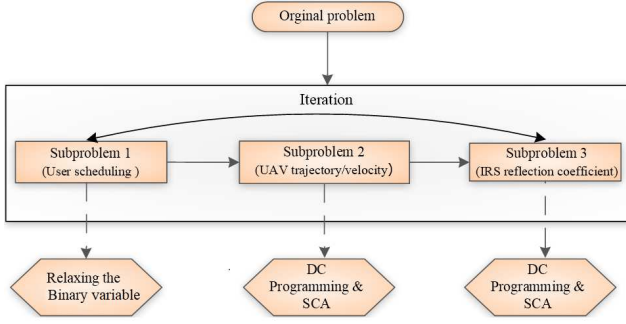 Orginal problem
Iteration
Subproblem 1
(User scheduling )
Subproblem 2
(UAV trajectory/velocity)
Subproblem 3
(IRS reflection coefficient)
Relaxing the
Binary variable
DC
Programming &
SCA
DC
Programming &
SCA